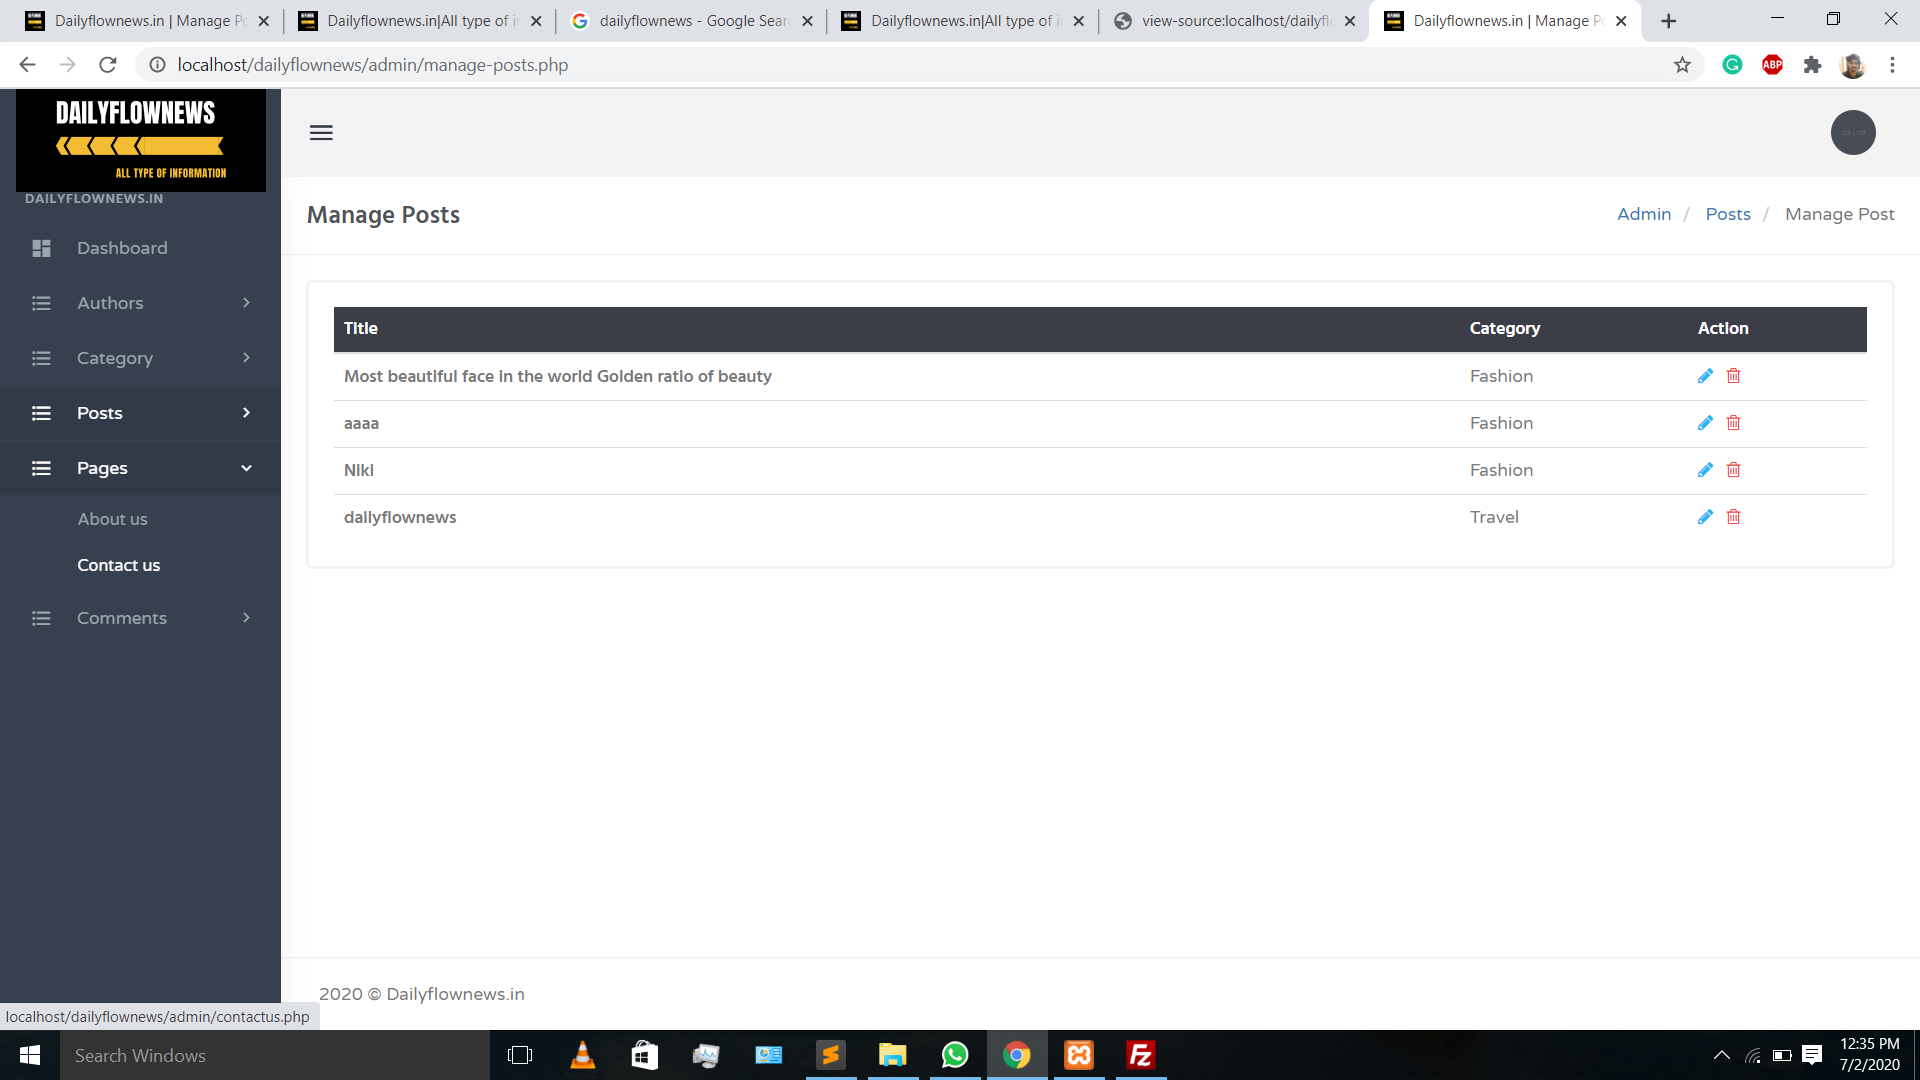 Dailyflownews.in | Manage Po
Dailyflownews.in|All type of i
dailyflownews - Google Sear
Dailyflownews.in|All type of i
view-source:localhost/dailyfl
Dailyflownews.in | Manage P
localhost/dailyflownews/admin/manage-posts.php
ABP
DAILYFLOWNEWS
ALL TYPE OF INFORMATION
DAILYFLOWNEWS.IN
Dashboard
Authors
Category
Posts
Pages
About us
Contact us
Comments
Manage Posts
Admin / Posts / Manage Post
Title Category Action
Most beautiful face in the world Golden ratio of beauty Fashion
aaaa Fashion
Niki Fashion
dailyflownews Travel
2020 © Dailyflownews.in
localhost/dailyflownews/admin/contactus.php
Search Windows
12:35 PM
7/2/2020